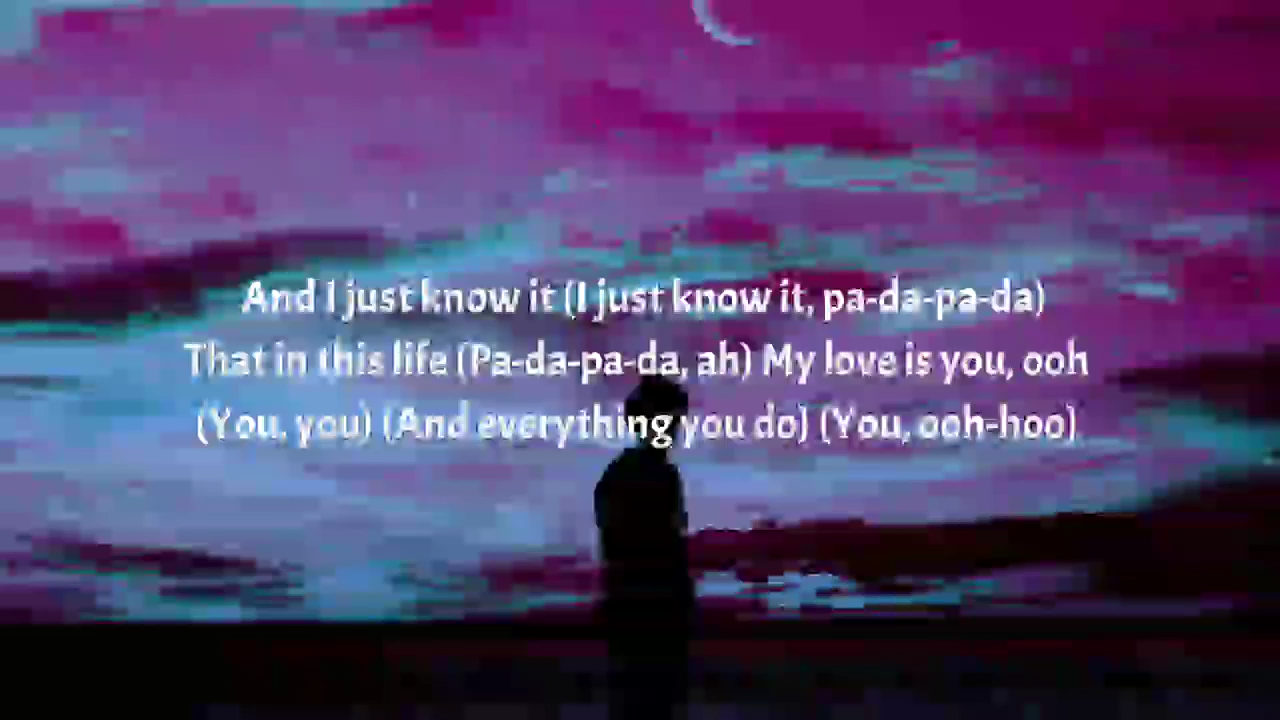 And I just know it (I just know it, pa-da-pa-da)
That in this life (Pa-da-pa-da, ah) My love is you, ooh
(You, you) (And everything you do) (You, ooh-hoo)